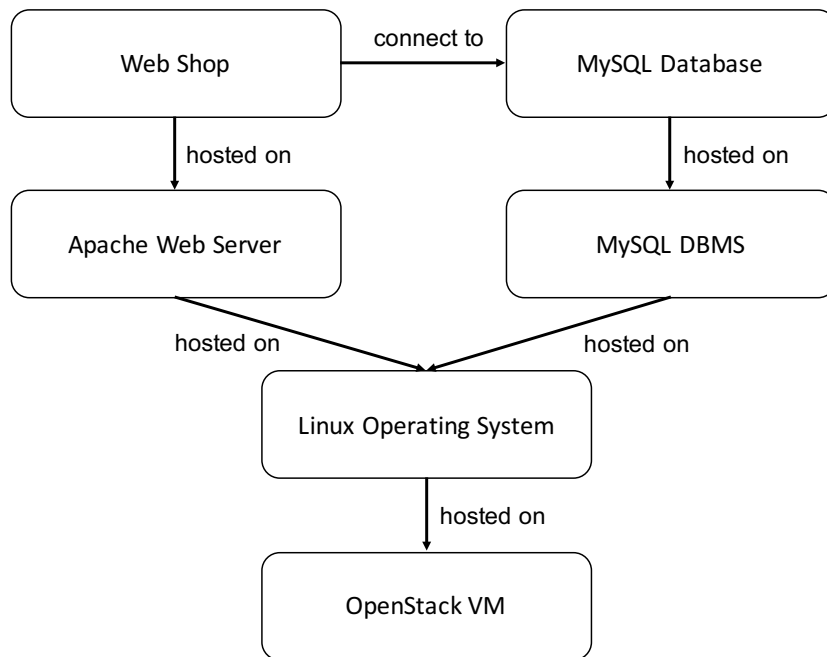 connect to
Web Shop
MySQL Database
hosted on
hosted on
Apache Web Server
MySQL DBMS
hosted on
hosted on
Linux Operating System
hosted on
OpenStack VM